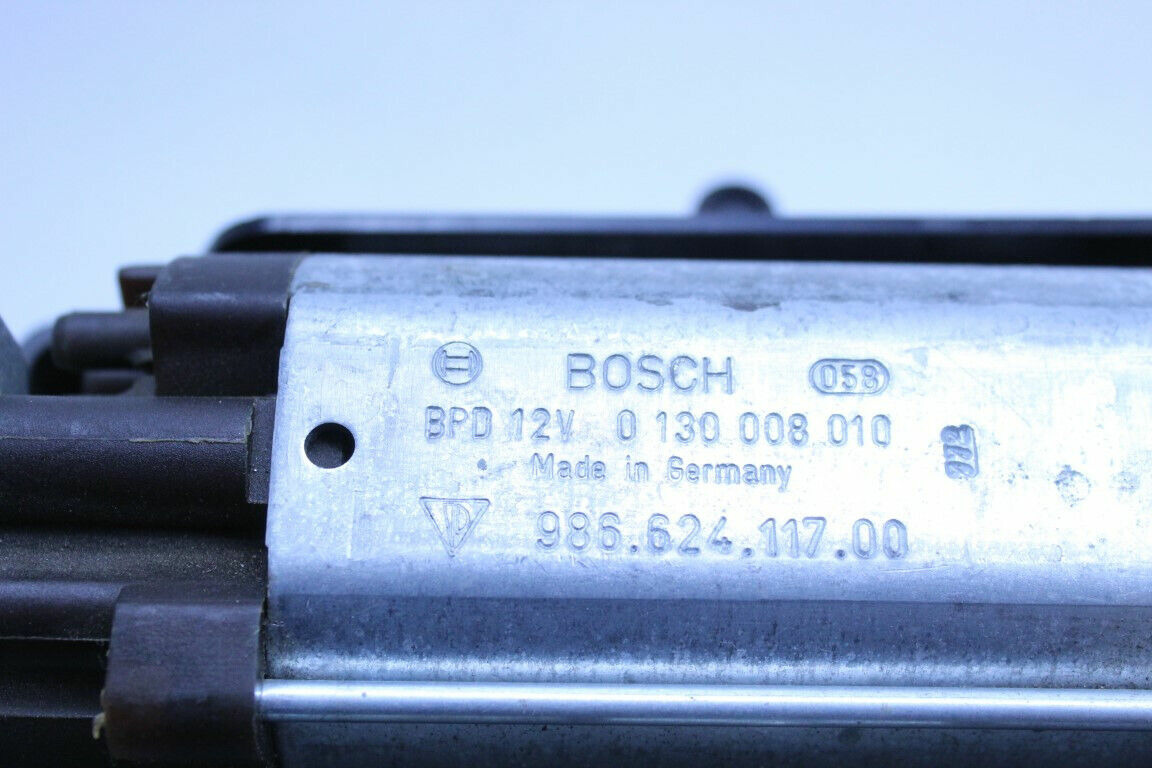 BOSCH 058
BPD 12V 0 130 008 010
Made in Germany
986.624.117.00